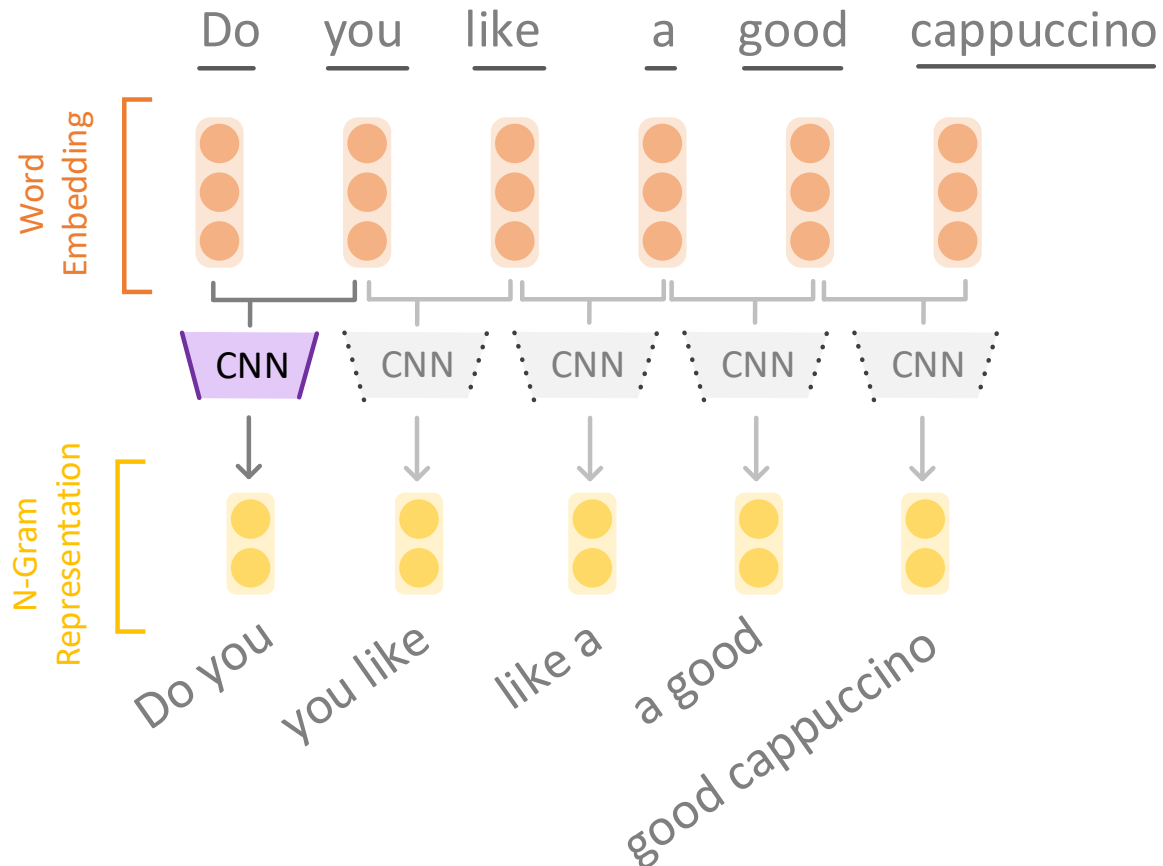 Do you like a good cappuccino
Word
Embedding
CNN CNN CNN CNN CNN
N-Gram
Representation
Do you
you like
like a
a good
good cappuccino